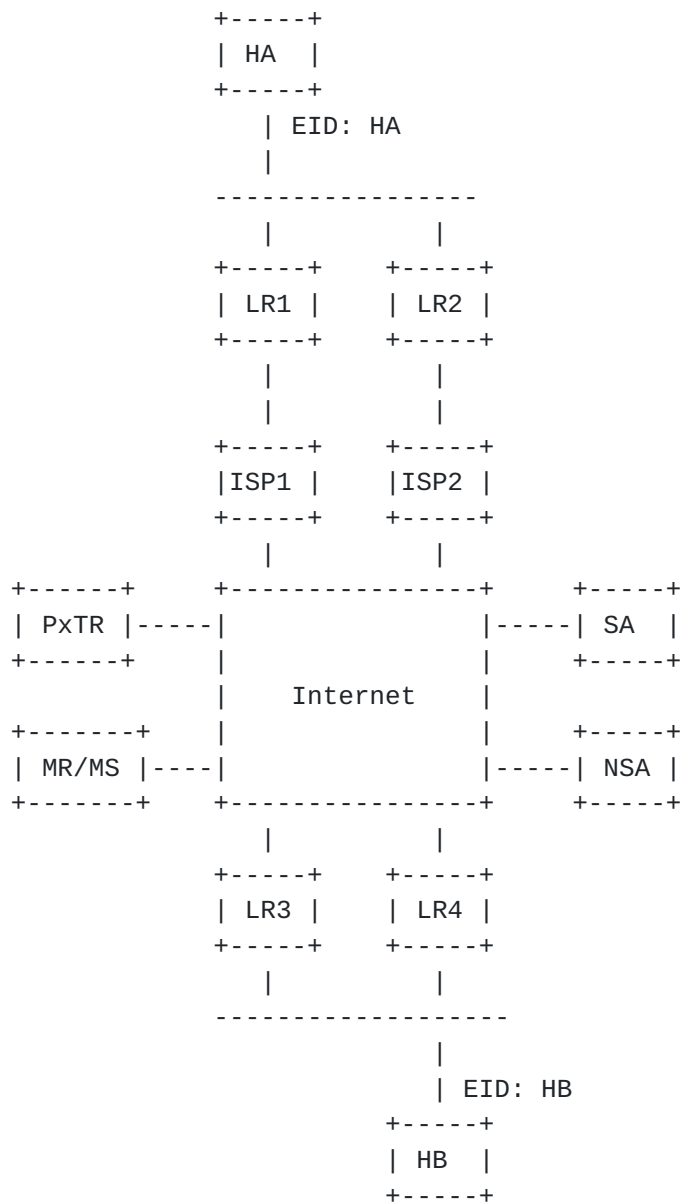 HA
EID: HA
LR1 LR2
ISP1 ISP2
PxTR SA
Internet
MR/MS NSA
LR3 LR4
EID: HB
HB